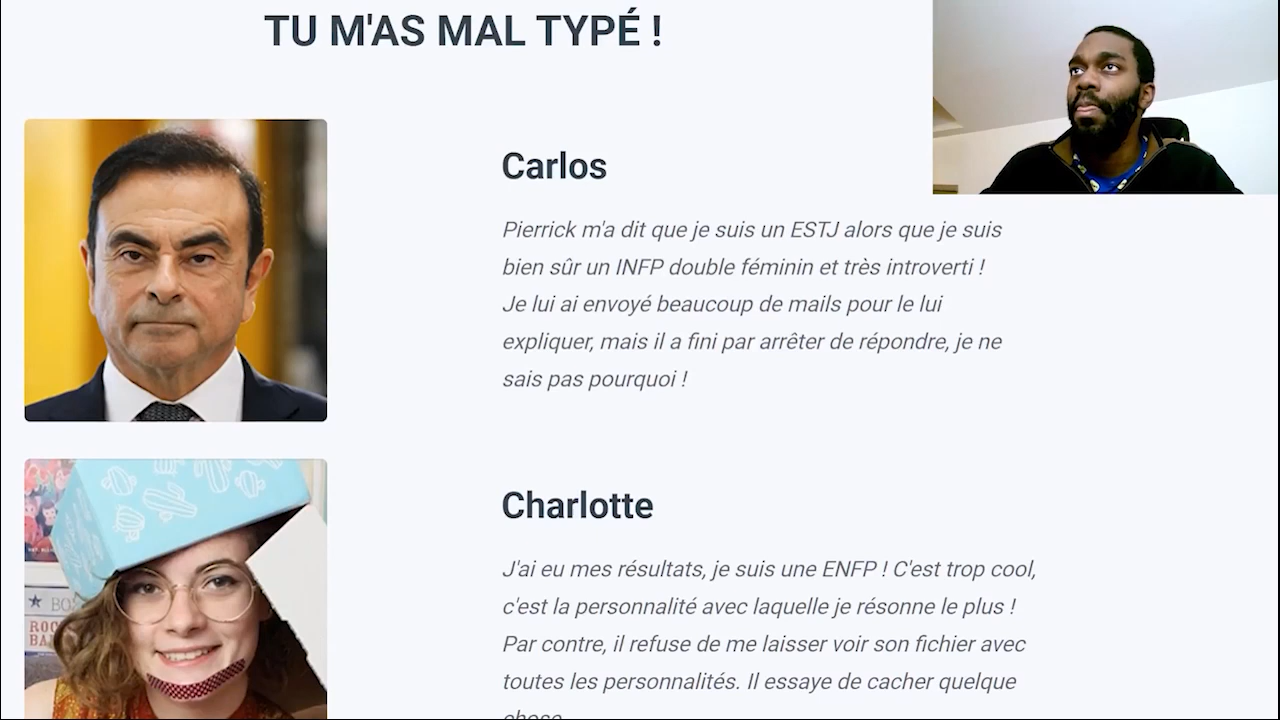 TU M'AS MAL TYPÉ !
Carlos
Pierrick m'a dit que je suis un ESTJ alors que je suis
bien sûr un INFP double féminin et très introverti !
Je lui ai envoyé beaucoup de mails pour le lui
expliquer, mais il a fini par arrêter de répondre, je ne
sais pas pourquoi !
Charlotte
J'ai eu mes résultats, je suis une ENFP ! C'est trop cool,
c'est la personnalité avec laquelle je résonne le plus !
Par contre, il refuse de me laisser voir son fichier avec
toutes les personnalités. Il essaye de cacher quelque
chose